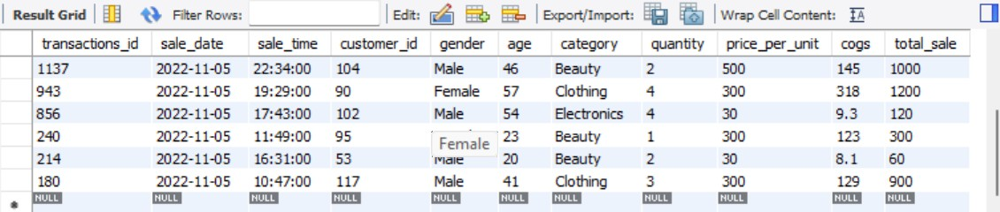 Result Grid Filter Rows: Edit: Export/Import: Wrap Cell Content: IA
transactions_id sale_date sale_time customer_id gender age category quantity price_per_unit cogs total_sale
1137 2022-11-05 22:34:00 104 Male 46 Beauty 2 500 145 1000
943 2022-11-05 19:29:00 90 Female 57 Clothing 4 300 318 1200
856 2022-11-05 17:43:00 102 Male 54 Electronics 4 30 9.3 120
240 2022-11-05 11:49:00 95 Female 23 Beauty 1 300 123 300
214 2022-11-05 16:31:00 53 Male 20 Beauty 2 30 8.1 60
180 2022-11-05 10:47:00 117 Male 41 Clothing 3 300 129 900
NULL NULL NULL NULL NULL NULL NULL NULL NULL NULL NULL